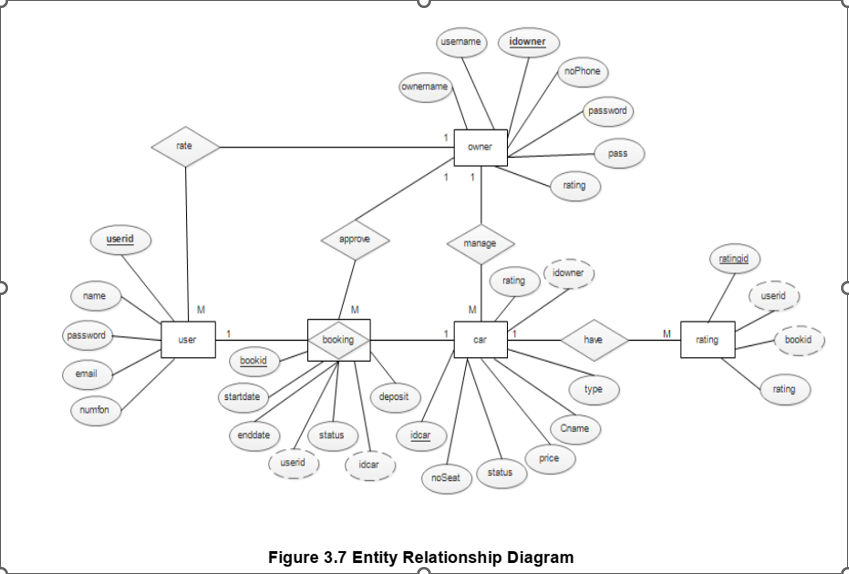 username
idowner
noPhone
ownername
password
rate
1
owner
pass
1
1
rating
userid
approve
manage
rating
idowner
ratingid
name
userid
M
M
M
password
user
1
booking
1
car
1
have
M
rating
bookid
email
bookid
startdate
deposit
type
rating
numfon
enddate
status
idcar
Cname
userid
idcar
noSeat
status
price
Figure 3.7 Entity Relationship Diagram